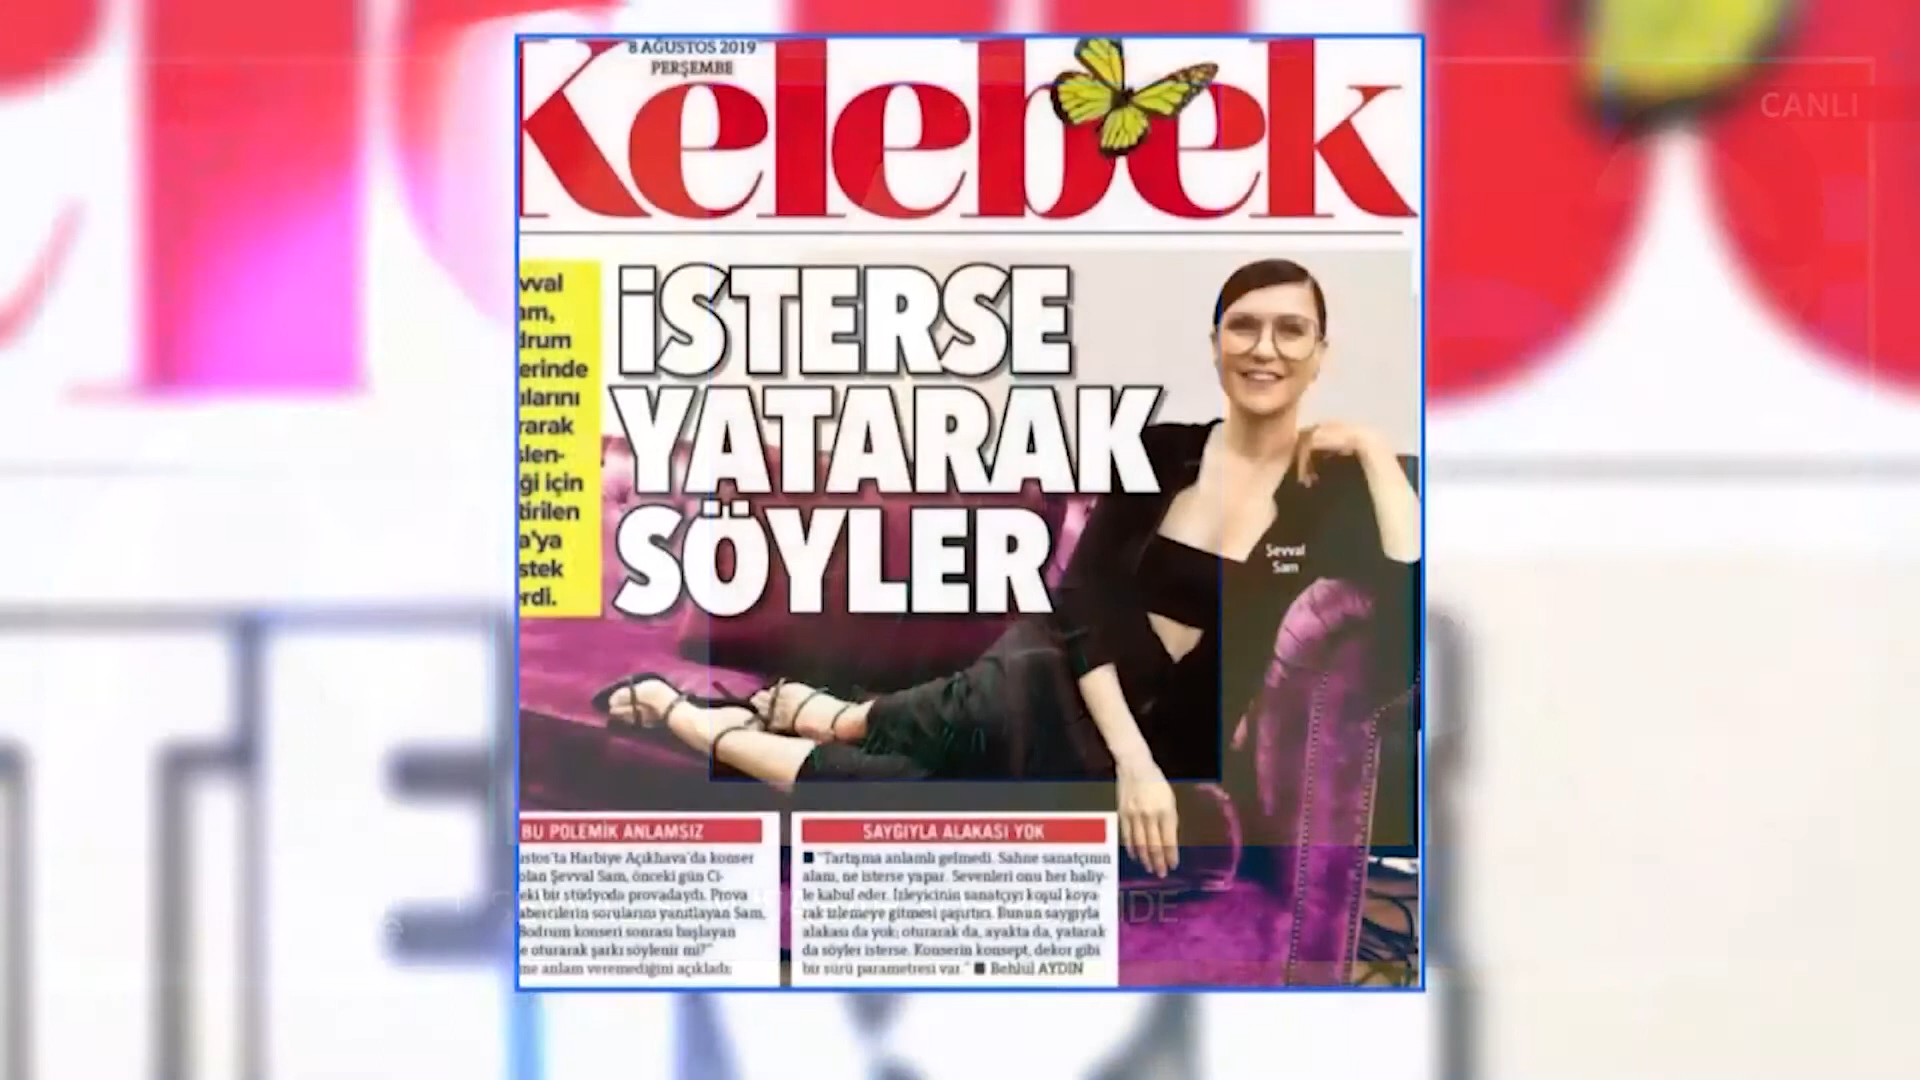 8 AĞUSTOS 2019
PERŞEMBE
Kelebek
CANLI
vval
am,
drum
erinde
ılarını
rarak
slen-
ği için
tirilen
a'ya
stek
rdi.
İSTERSE
YATARAK
SÖYLER
Şevval
Sam
BU POLEMİK ANLAMSIZ
ustos'ta Harbiye Açıkhava'da konser
olan Şevval Sam, önceki gün Ci-
eki bir stüdyoda provadaydı. Prova
abercilerin sorularını yanıtlayan Sam,
Bodrum konseri sonrası başlayan
e oturarak şarkı söylenir mi?"
ine anlam veremediğini açıkladı:
SAYGIYLA ALAKASI YOK
■ "Tartışma anlamlı gelmedi. Sahne sanatçının
alanı, ne isterse yapar. Sevenleri onu her haliy-
le kabul eder. İzleyicinin sanatçıyı koşul koya-
rak izlemeye gitmesi şaşırtıcı. Bunun saygıyla
alakası da yok; oturarak da, ayakta da, yatarak
da söyler isterse. Konserin konsept, dekor gibi
bir sürü parametresi var." ■ Behlül AYDIN